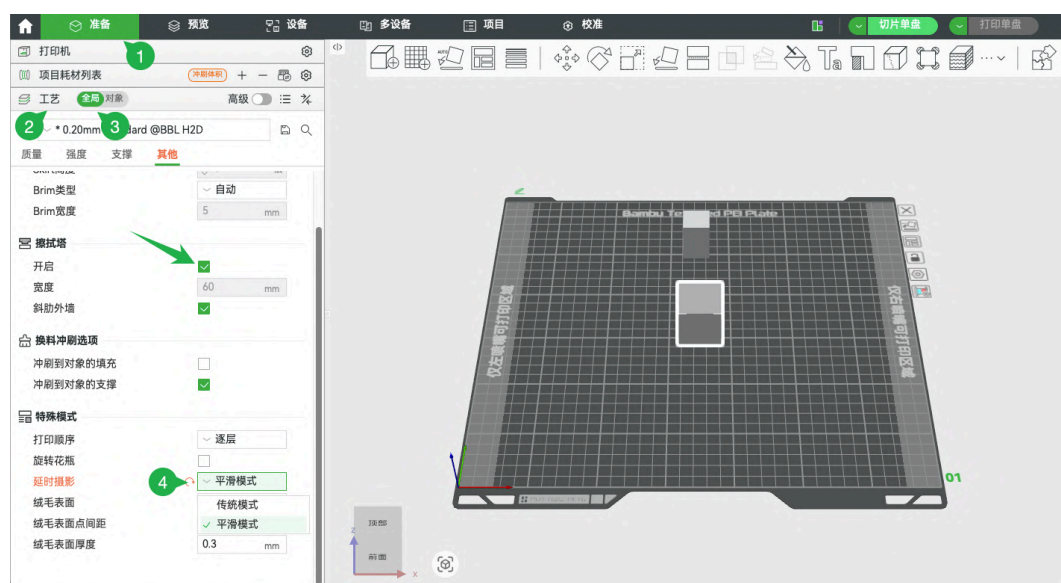 准备
预览
设备
多设备
项目
校准
切片单盘
打印单盘
打印机
1
项目耗材列表
冲刷体积
工艺
全局 对象
高级
2
3
* 0.20mm
dard @BBL H2D
质量
强度
支撑
其他
Brim类型
自动
Brim宽度
5 mm
擦拭塔
开启
宽度
60 mm
斜肋外墙
换料冲刷选项
冲刷到对象的填充
冲刷到对象的支撑
特殊模式
打印顺序
逐层
旋转花瓶
延时摄影
4
平滑模式
绒毛表面
传统模式
绒毛表面点间距
平滑模式
绒毛表面厚度
0.3 mm
Bambu Te
ed PEI Plate
仅左喷嘴可打印区域
仅右喷嘴可打印区域
01
顶部
前面
z
x